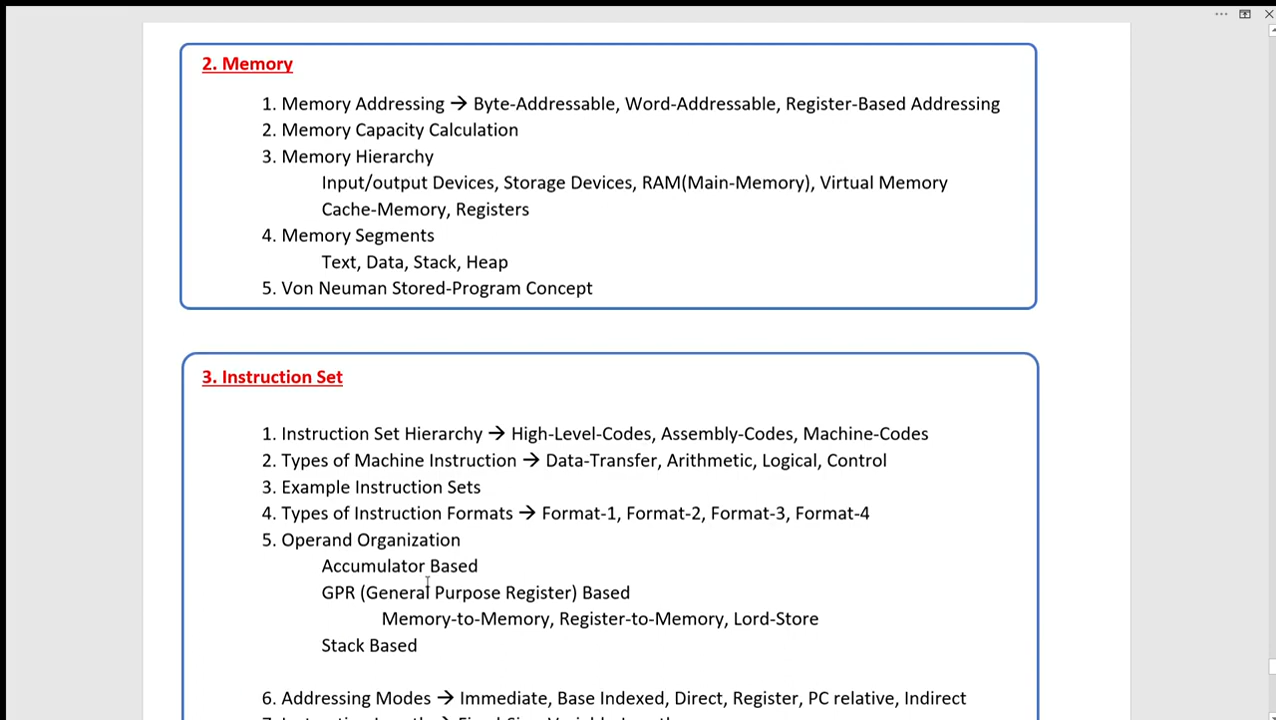 2. Memory
1. Memory Addressing → Byte-Addressable, Word-Addressable, Register-Based Addressing
2. Memory Capacity Calculation
3. Memory Hierarchy
Input/output Devices, Storage Devices, RAM(Main-Memory), Virtual Memory
Cache-Memory, Registers
4. Memory Segments
Text, Data, Stack, Heap
5. Von Neuman Stored-Program Concept
3. Instruction Set
1. Instruction Set Hierarchy → High-Level-Codes, Assembly-Codes, Machine-Codes
2. Types of Machine Instruction → Data-Transfer, Arithmetic, Logical, Control
3. Example Instruction Sets
4. Types of Instruction Formats → Format-1, Format-2, Format-3, Format-4
5. Operand Organization
Accumulator Based
GPR (General Purpose Register) Based
Memory-to-Memory, Register-to-Memory, Lord-Store
Stack Based
6. Addressing Modes → Immediate, Base Indexed, Direct, Register, PC relative, Indirect